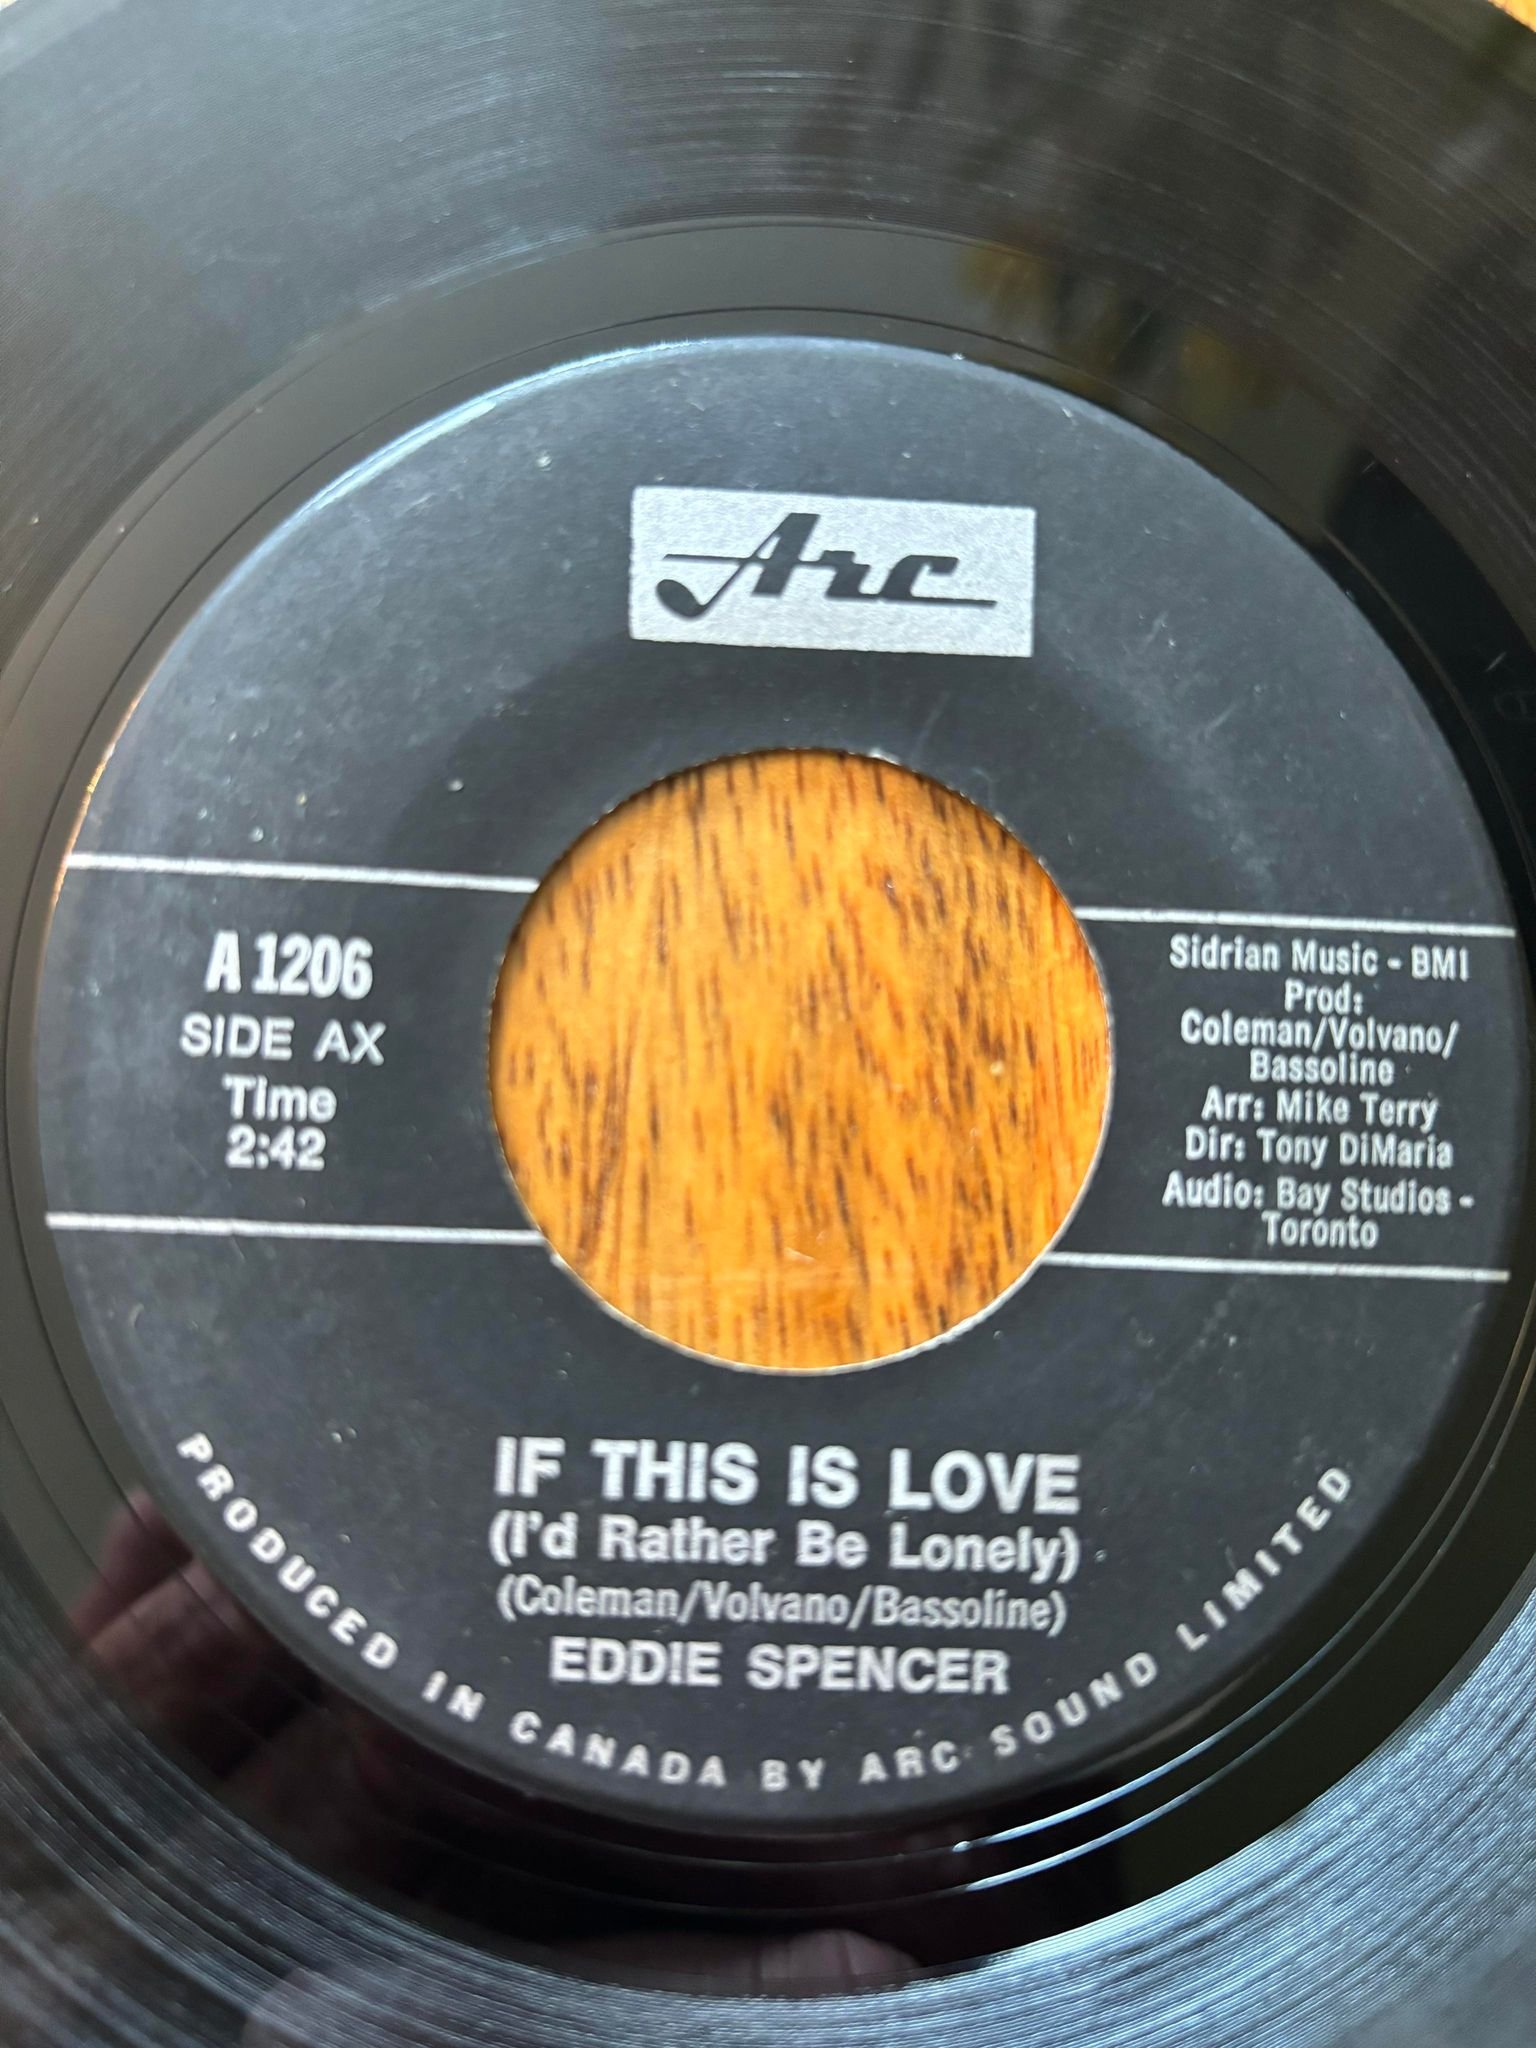 Arc
A 1206
SIDE AX
Time
2:42
Sidrian Music - BMI
Prod:
Coleman/Volvano/
Bassoline
Arr: Mike Terry
Dir: Tony DiMaria
Audio: Bay Studios -
Toronto
IF THIS IS LOVE
(I'd Rather Be Lonely)
(Coleman/Volvano/Bassoline)
EDDIE SPENCER
PRODUCED IN CANADA BY ARC SOUND LIMITED